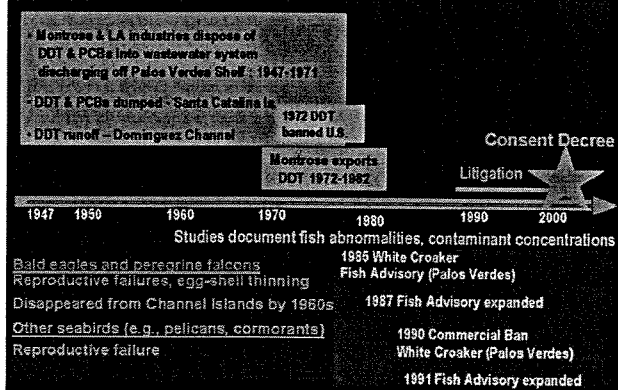 • Montrose & LA industries dispose of
DDT & PCBs into wastewater system
discharging off Palos Verdes Shelf : 1947-1971
• DDT & PCBs dumped - Santa Catalina Is
• DDT runoff – Dominguez Channel
1972 DDT
banned U.S.
Montrose exports
DDT 1972-1982
Consent Decree
Litigation
1947 1950 1960 1970 1980 1990 2000
Studies document fish abnormalities, contaminant concentrations
Bald eagles and peregrine falcons
Reproductive failures, egg-shell thinning
Disappeared from Channel Islands by 1960s
Other seabirds (e.g., pelicans, cormorants)
Reproductive failure
1985 White Croaker
Fish Advisory (Palos Verdes)
1987 Fish Advisory expanded
1990 Commercial Ban
White Croaker (Palos Verdes)
1991 Fish Advisory expanded